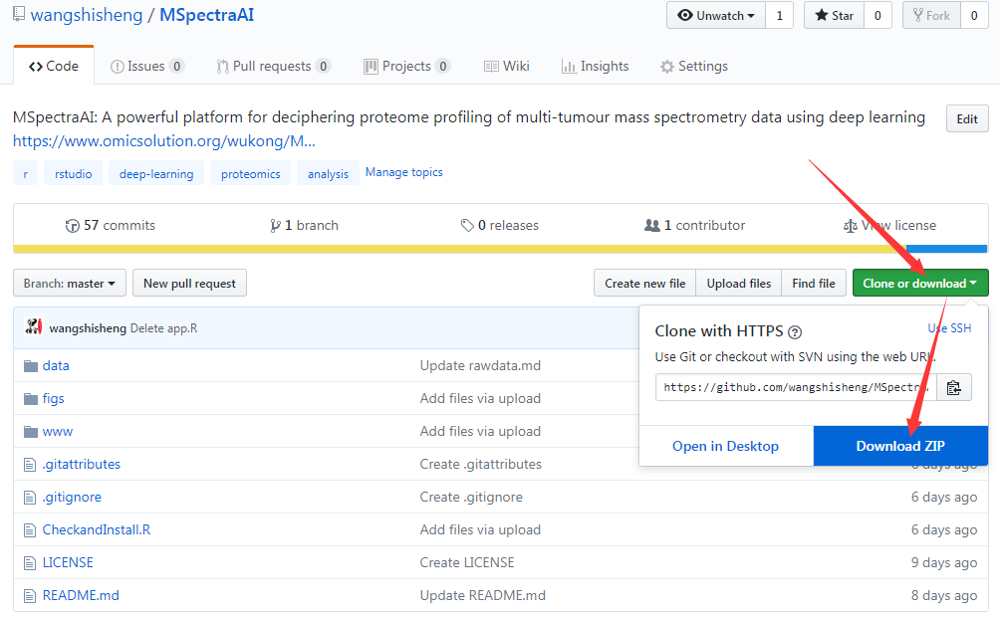 wangshisheng / MSpectraAI
Unwatch 1 Star 0 Fork 0
Code Issues 0 Pull requests 0 Projects 0 Wiki Insights Settings
MSpectraAI: A powerful platform for deciphering proteome profiling of multi-tumour mass spectrometry data using deep learning
Edit
https://www.omicsolution.org/wukong/M...
r rstudio deep-learning proteomics analysis Manage topics
57 commits 1 branch 0 releases 1 contributor View license
Branch: master New pull request Create new file Upload files Find file Clone or download
wangshisheng Delete app.R
Clone with HTTPS ? Use SSH
Use Git or checkout with SVN using the web URL.
https://github.com/wangshisheng/MSpectra
Open in Desktop Download ZIP
data Update rawdata.md
figs Add files via upload
www Add files via upload
.gitattributes Create .gitattributes 6 days ago
.gitignore Create .gitignore 6 days ago
CheckandInstall.R Add files via upload 6 days ago
LICENSE Create LICENSE 9 days ago
README.md Update README.md 8 days ago